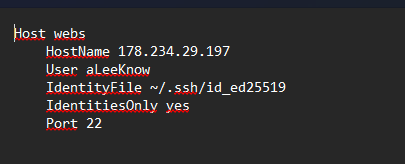 Host webs
    HostName 178.234.29.197
    User aLeeKnow
    IdentityFile ~/.ssh/id_ed25519
    IdentitiesOnly yes
    Port 22